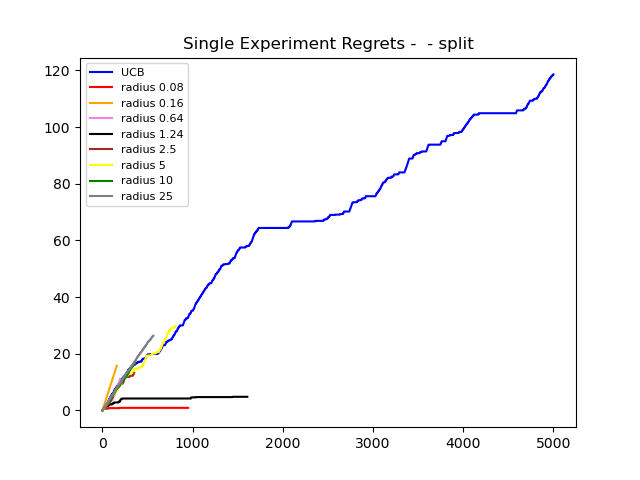 Single Experiment Regrets -  - split
UCB
radius 0.08
radius 0.16
radius 0.64
radius 1.24
radius 2.5
radius 5
radius 10
radius 25
120
100
80
60
40
20
0
0 1000 2000 3000 4000 5000